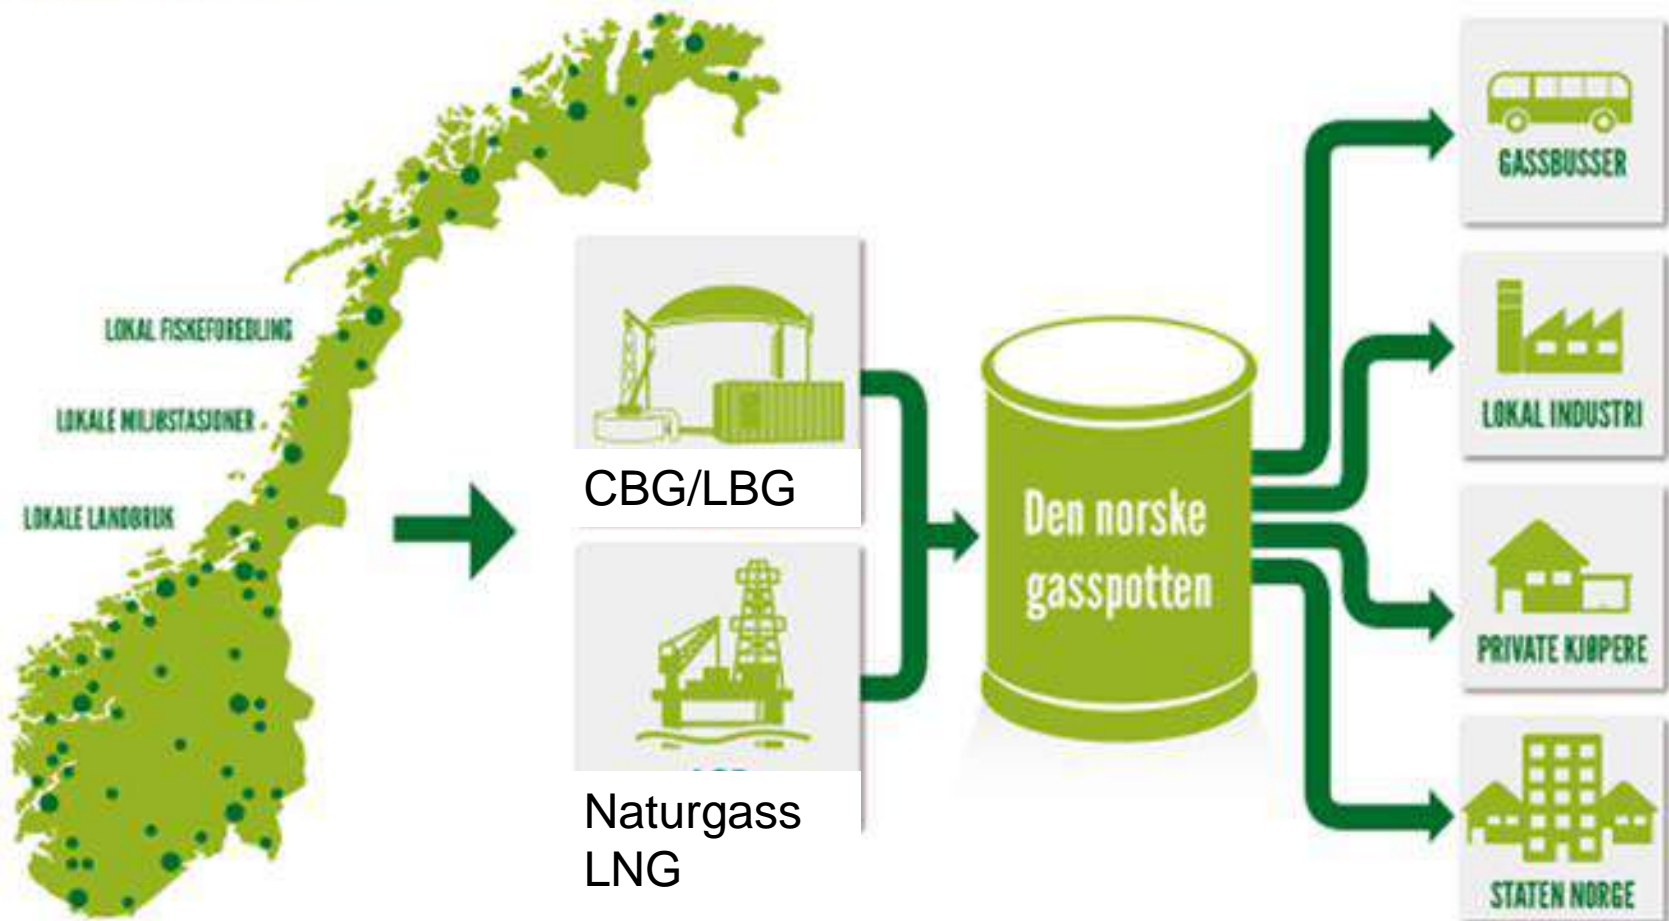 LOKAL FISKEFOREDLING
LOKALE MILJØSTASJONER
LOKALE LANDBRUK
CBG/LBG
Naturgass
LNG
Den norske
gasspotten
GASSBUSSER
LOKAL INDUSTRI
PRIVATE KJØPERE
STATEN NORGE